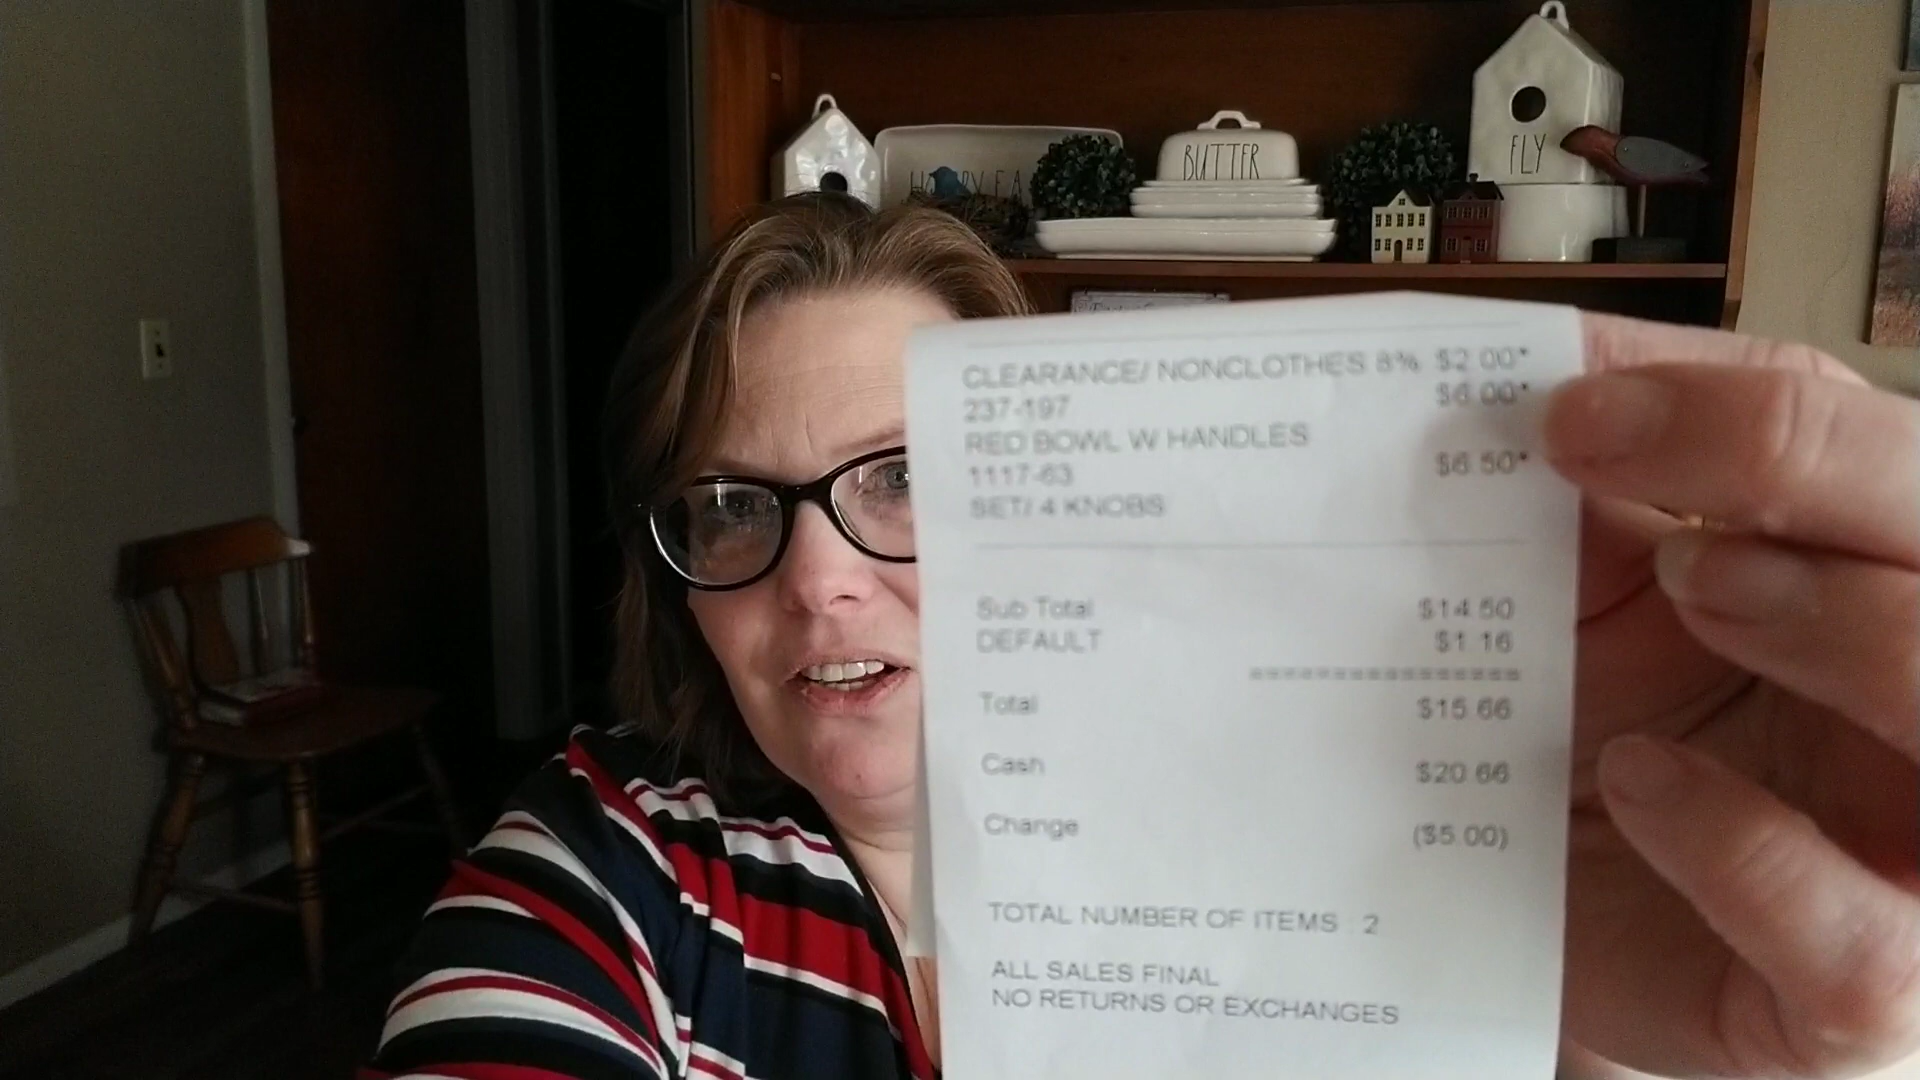 BUTTER
FLY
CLEARANCE/ NONCLOTHES 8% $2.00*
237-197 $6.00*
RED BOWL W HANDLES
1117-63 $6.50*
SET/ 4 KNOBS
Sub Total $14.50
DEFAULT $1.16
================
Total $15.66
Cash $20.66
Change ($5.00)
TOTAL NUMBER OF ITEMS : 2
ALL SALES FINAL
NO RETURNS OR EXCHANGES